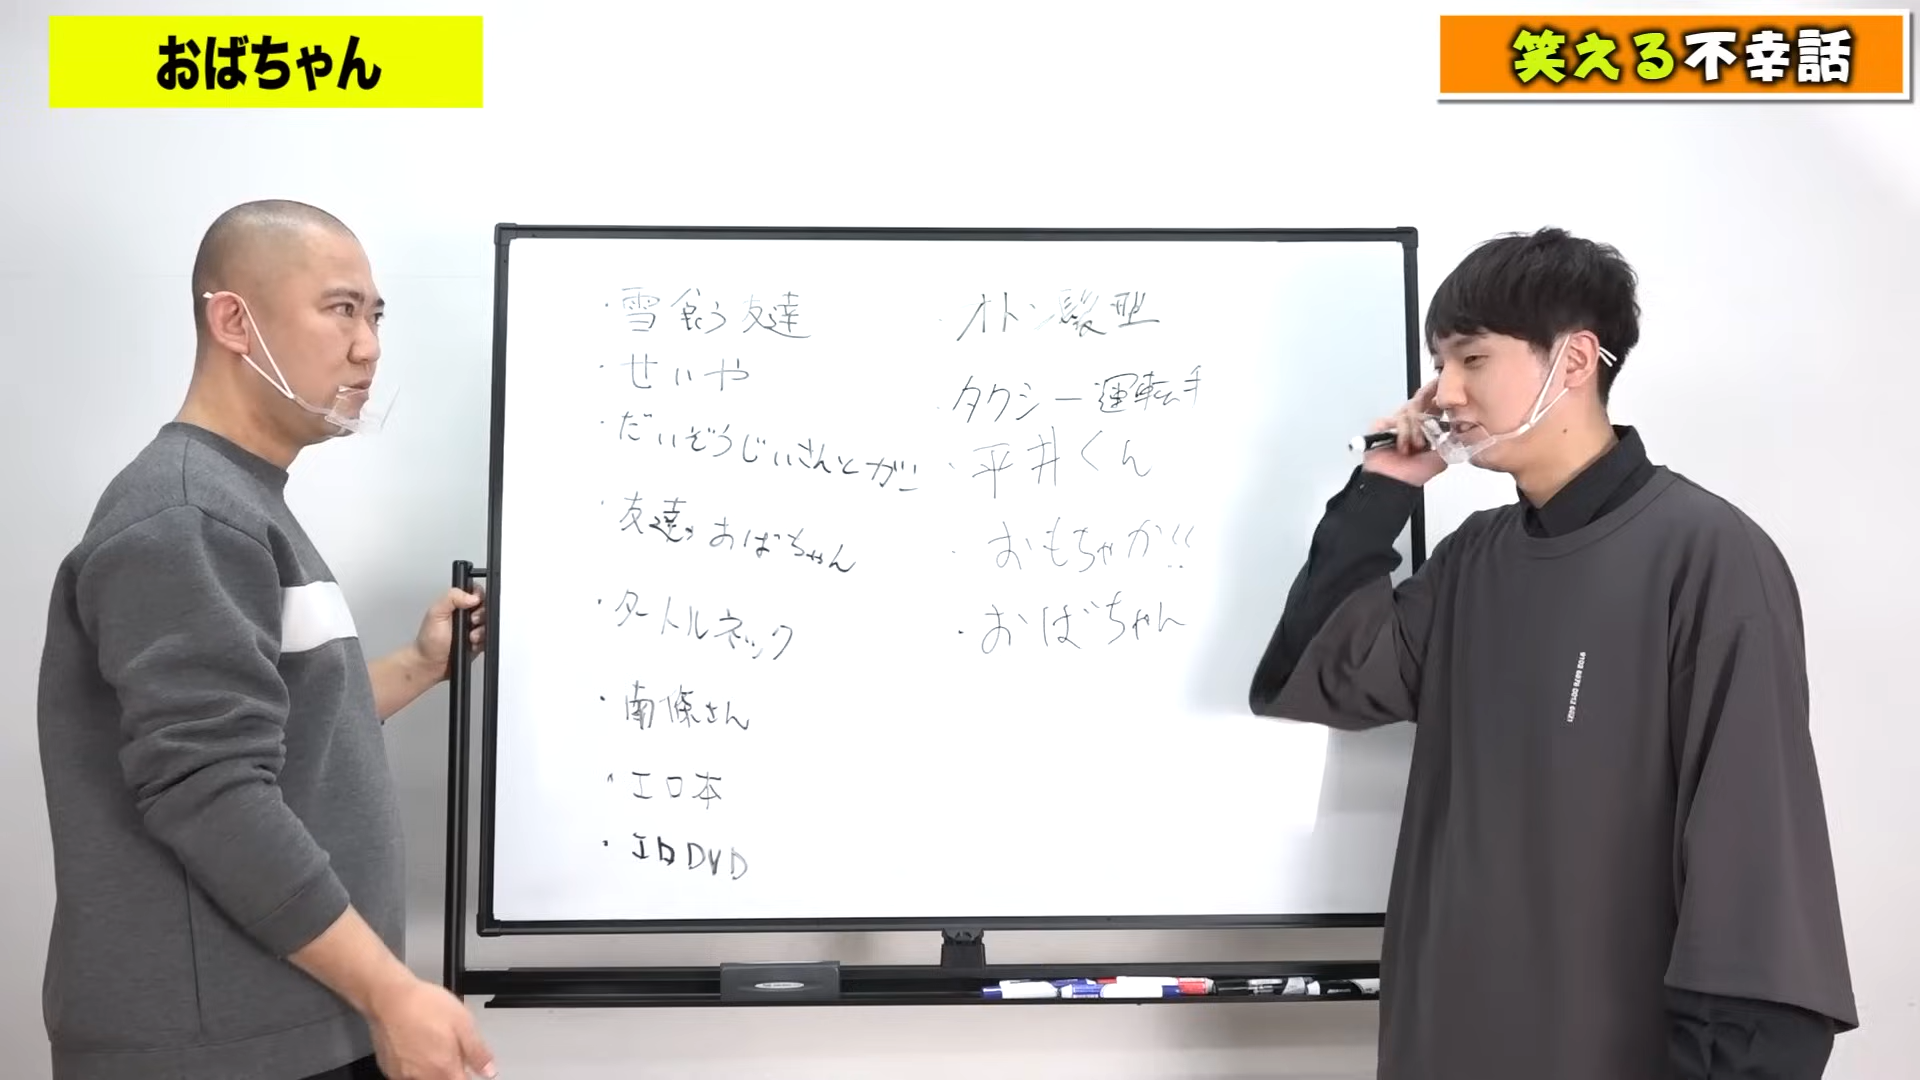 おばちゃん
笑える不幸話
・雪食う友達
・せいや
・だいぞうじいさんとガン
・友達のおばちゃん
・タートルネック
・南條さん
・エロ本
・エロDVD
・オトン髪型
・タクシー運転手
・平井くん
・おもちゃか!!
・おばちゃん